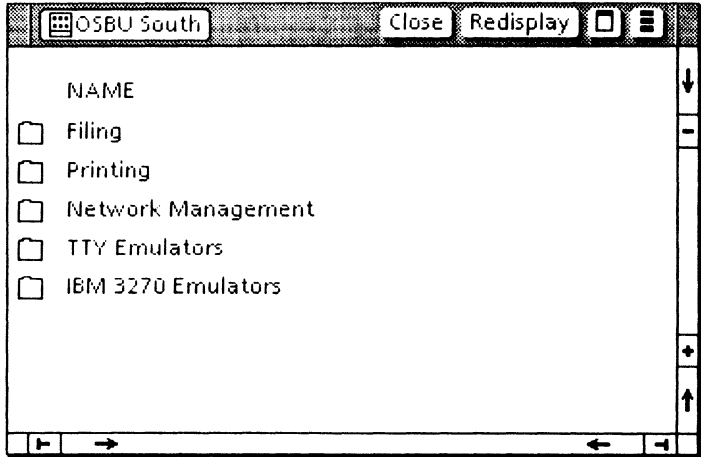 OSBU South Close Redisplay
NAME
Filing
Printing
Network Management
TTY Emulators
IBM 3270 Emulators